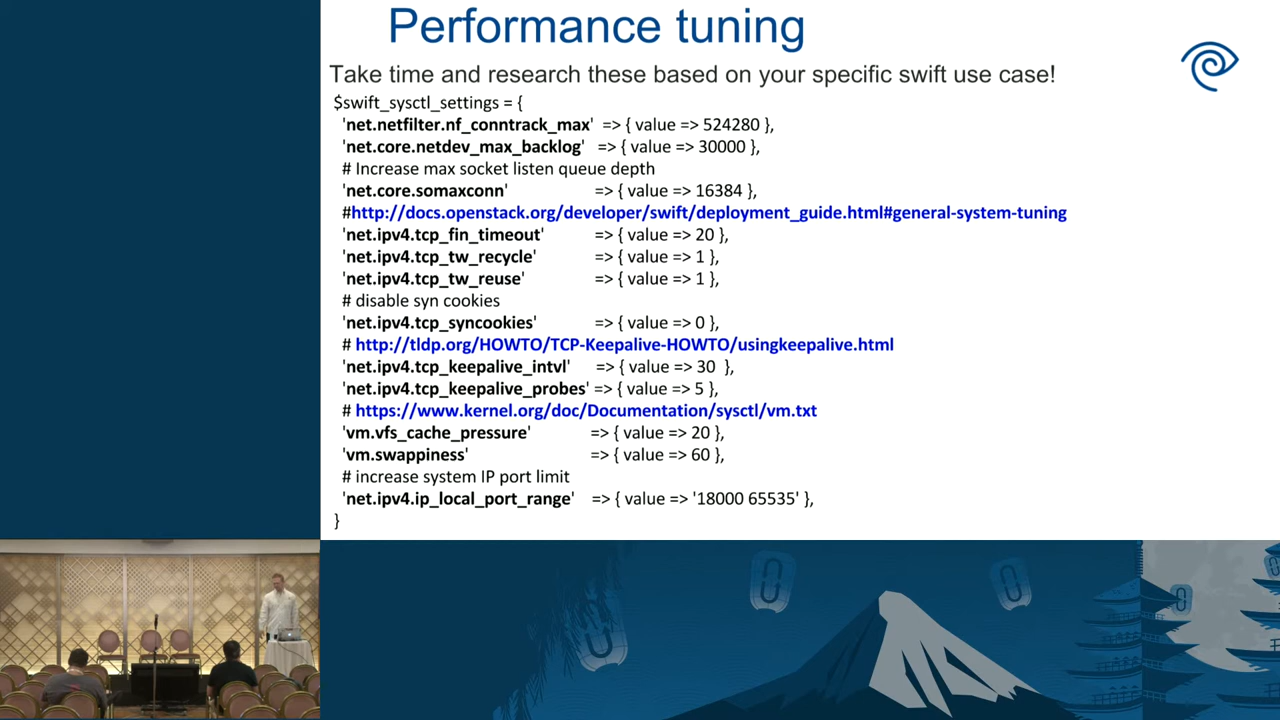 Performance tuning
Take time and research these based on your specific swift use case!
$swift_sysctl_settings = {
'net.netfilter.nf_conntrack_max' => { value => 524280 },
'net.core.netdev_max_backlog' => { value => 30000 },
# Increase max socket listen queue depth
'net.core.somaxconn' => { value => 16384 },
#http://docs.openstack.org/developer/swift/deployment_guide.html#general-system-tuning
'net.ipv4.tcp_fin_timeout' => { value => 20 },
'net.ipv4.tcp_tw_recycle' => { value => 1 },
'net.ipv4.tcp_tw_reuse' => { value => 1 },
# disable syn cookies
'net.ipv4.tcp_syncookies' => { value => 0 },
# http://tldp.org/HOWTO/TCP-Keepalive-HOWTO/usingkeepalive.html
'net.ipv4.tcp_keepalive_intvl' => { value => 30 },
'net.ipv4.tcp_keepalive_probes' => { value => 5 },
# https://www.kernel.org/doc/Documentation/sysctl/vm.txt
'vm.vfs_cache_pressure' => { value => 20 },
'vm.swappiness' => { value => 60 },
# increase system IP port limit
'net.ipv4.ip_local_port_range' => { value => '18000 65535' },
}